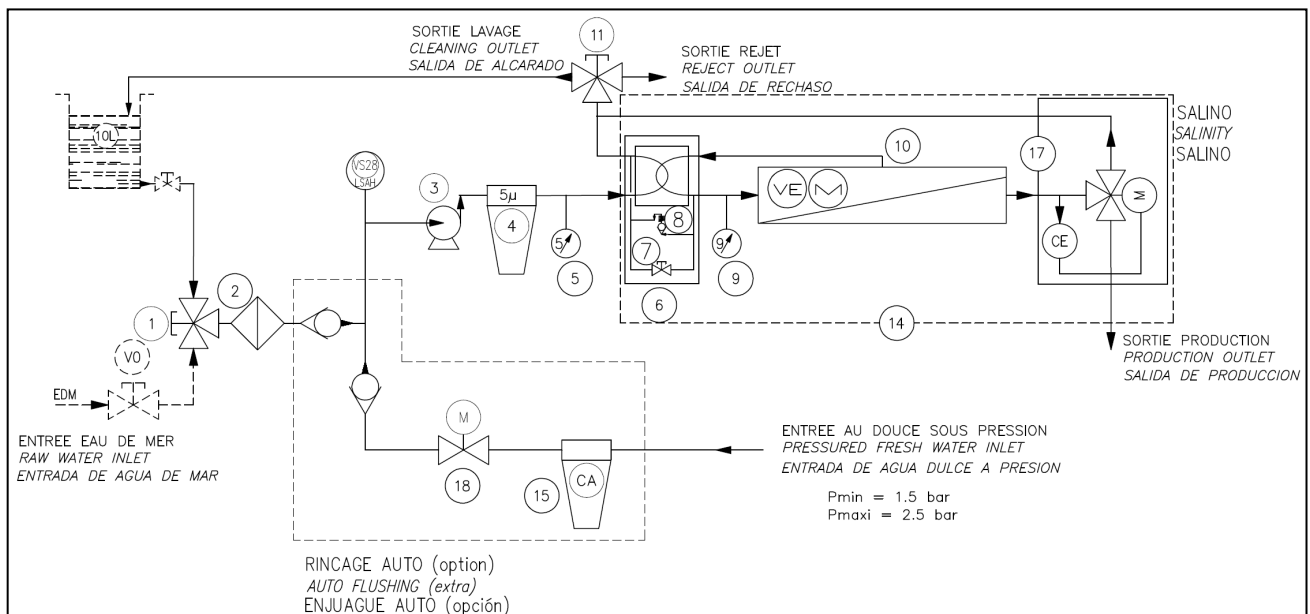 SORTIE LAVAGE
CLEANING OUTLET
SALIDA DE ALCARADO
11
SORTIE REJET
REJECT OUTLET
SALIDA DE RECHASO
10L
VS28
LSAH
3
5µ
4
5
5
6
7
8
9
9
10
VE
M
17
SALINO
SALINITY
SALINO
M
CE
14
1
2
V0
EDM
ENTREE EAU DE MER
RAW WATER INLET
ENTRADA DE AGUA DE MAR
M
18
15
CA
SORTIE PRODUCTION
PRODUCTION OUTLET
SALIDA DE PRODUCCION
ENTREE AU DOUCE SOUS PRESSION
PRESSURED FRESH WATER INLET
ENTRADA DE AGUA DULCE A PRESION
Pmin = 1.5 bar
Pmaxi = 2.5 bar
RINCAGE AUTO (option)
AUTO FLUSHING (extra)
ENJUAGUE AUTO (opción)